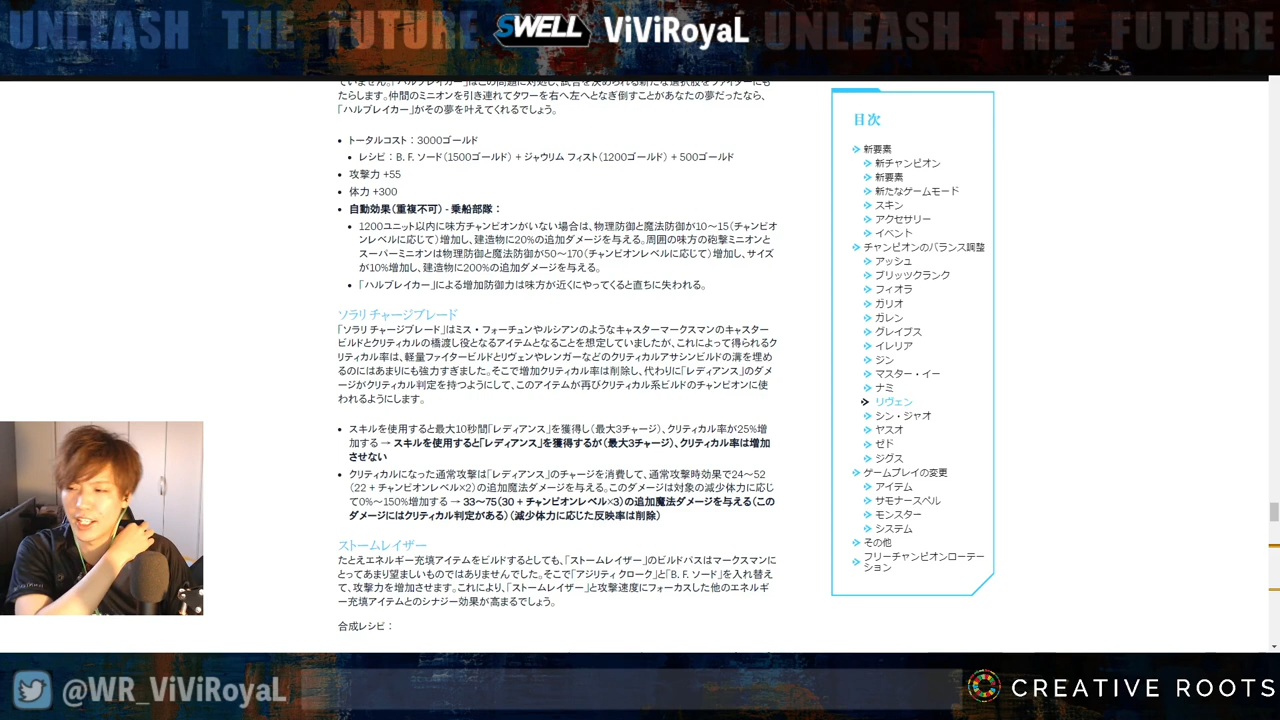 UNLEASH THE FUTURE SWELL ViViRoyaL UNLEASH THE FUTURE
たらします。仲間のミニオンを引き連れてタワーを右へ左へとなぎ倒すことがあなたの夢だったなら、
「ハルブレイカー」がその夢を叶えてくれるでしょう。
トータルコスト：3000ゴールド
レシピ：B. F. ソード（1500ゴールド）+ ジャウリム フィスト（1200ゴールド）+ 500ゴールド
攻撃力 +55
体力 +300
自動効果（重複不可） - 乗船部隊：
1200ユニット以内に味方チャンピオンがいない場合は、物理防御と魔法防御が10～15（チャンピオ
ンレベルに応じて）増加し、建造物に20%の追加ダメージを与える。周囲の味方の砲撃ミニオンと
スーパーミニオンは物理防御と魔法防御が50～170（チャンピオンレベルに応じて）増加し、サイズ
が10%増加し、建造物に200%の追加ダメージを与える。
「ハルブレイカー」による増加防御力は味方が近くにやってくると直ちに失われる。
ソラリ チャージブレード
「ソラリ チャージブレード」はミス・フォーチュンやルシアンのようなキャスターマークスマンのキャスター
ビルドとクリティカルの橋渡し役となるアイテムとなることを想定していましたが、これによって得られるク
リティカル率は、軽量ファイタービルドとリヴェンやレンガーなどのクリティカルアサシンビルドの溝を埋め
るのにはあまりにも強力すぎました。そこで増加クリティカル率は削除し、代わりに「レディアンス」のダメ
ージがクリティカル判定を持つようにして、このアイテムが再びクリティカル系ビルドのチャンピオンに使
われるようにします。
スキルを使用すると最大10秒間「レディアンス」を獲得し（最大3チャージ）、クリティカル率が25%増
加する → スキルを使用すると「レディアンス」を獲得するが（最大3チャージ）、クリティカル率は増加
させない
クリティカルになった通常攻撃は「レディアンス」のチャージを消費して、通常攻撃時効果で24～52
（22 + チャンピオンレベル×2）の追加魔法ダメージを与える。このダメージは対象の減少体力に応じ
て0%～150%増加する → 33～75（30 + チャンピオンレベル×3）の追加魔法ダメージを与える（この
ダメージにはクリティカル判定がある）（減少体力に応じた反映率は削除）
ストームレイザー
たとえエネルギー充填アイテムをビルドするとしても、「ストームレイザー」のビルドパスはマークスマンに
とってあまり望ましいものではありませんでした。そこで「アジリティ クローク」と「B. F. ソード」を入れ替え
て、攻撃力を増加させます。これにより、「ストームレイザー」と攻撃速度にフォーカスした他のエネルギ
ー充填アイテムとのシナジー効果が高まるでしょう。
合成レシピ：
目次
新要素
新チャンピオン
新要素
新たなゲームモード
スキン
アクセサリー
イベント
チャンピオンのバランス調整
アッシュ
ブリッツクランク
フィオラ
ガリオ
ガレン
グレイブス
イレリア
ジン
マスター・イー
ナミ
リヴェン
シン・ジャオ
ヤスオ
ゼド
ジグス
ゲームプレイの変更
アイテム
サモナースペル
モンスター
システム
その他
フリーチャンピオンローテー
ション
@WR_ViViRoyaL
CREATIVE ROOTS